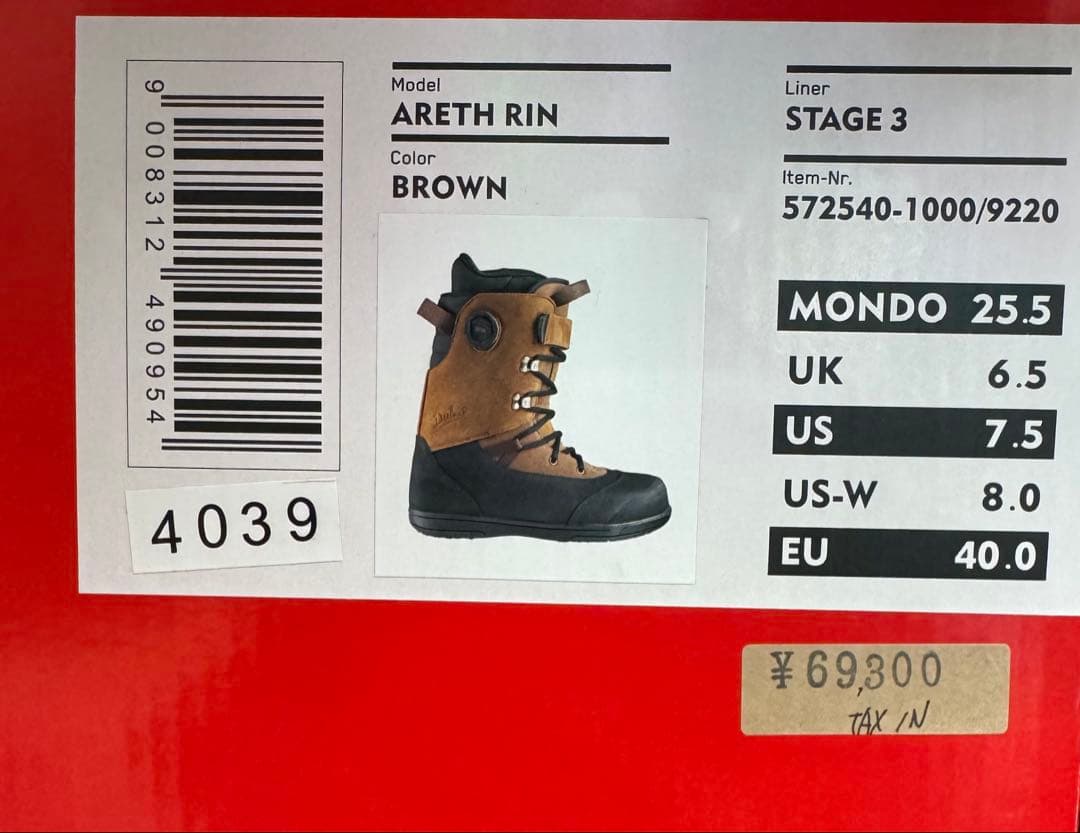 9 008312 490954
4039
Model
ARETH RIN
Color
BROWN
Liner
STAGE 3
Item-Nr.
572540-1000/9220
MONDO 25.5
UK 6.5
US 7.5
US-W 8.0
EU 40.0
¥69,300
TAX IN